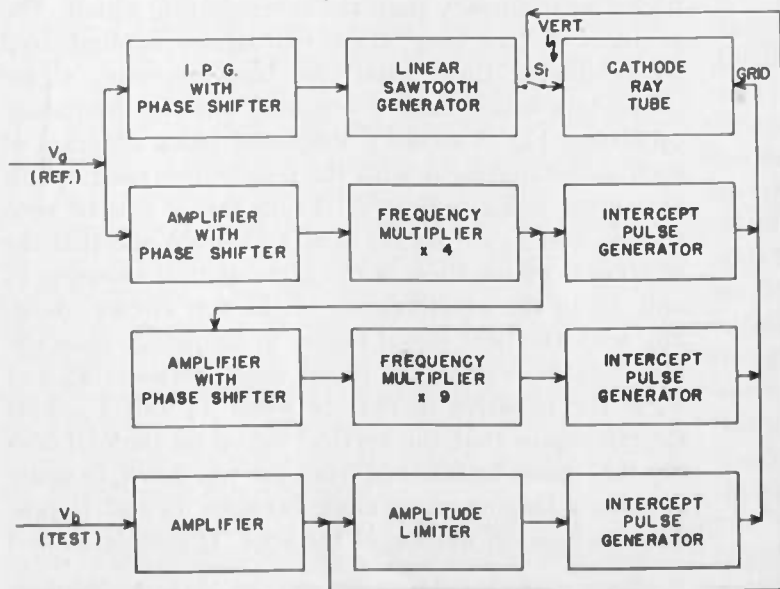 VERT.
I. P. G.
WITH
PHASE SHIFTER
LINEAR
SAWTOOTH
GENERATOR
S1
CATHODE
RAY
TUBE
GRID
Va
(REF.)
AMPLIFIER
WITH
PHASE SHIFTER
FREQUENCY
MULTIPLIER
x 4
INTERCEPT
PULSE
GENERATOR
AMPLIFIER
WITH
PHASE SHIFTER
FREQUENCY
MULTIPLIER
x 9
INTERCEPT
PULSE
GENERATOR
Vb
(TEST)
AMPLIFIER
AMPLITUDE
LIMITER
INTERCEPT
PULSE
GENERATOR